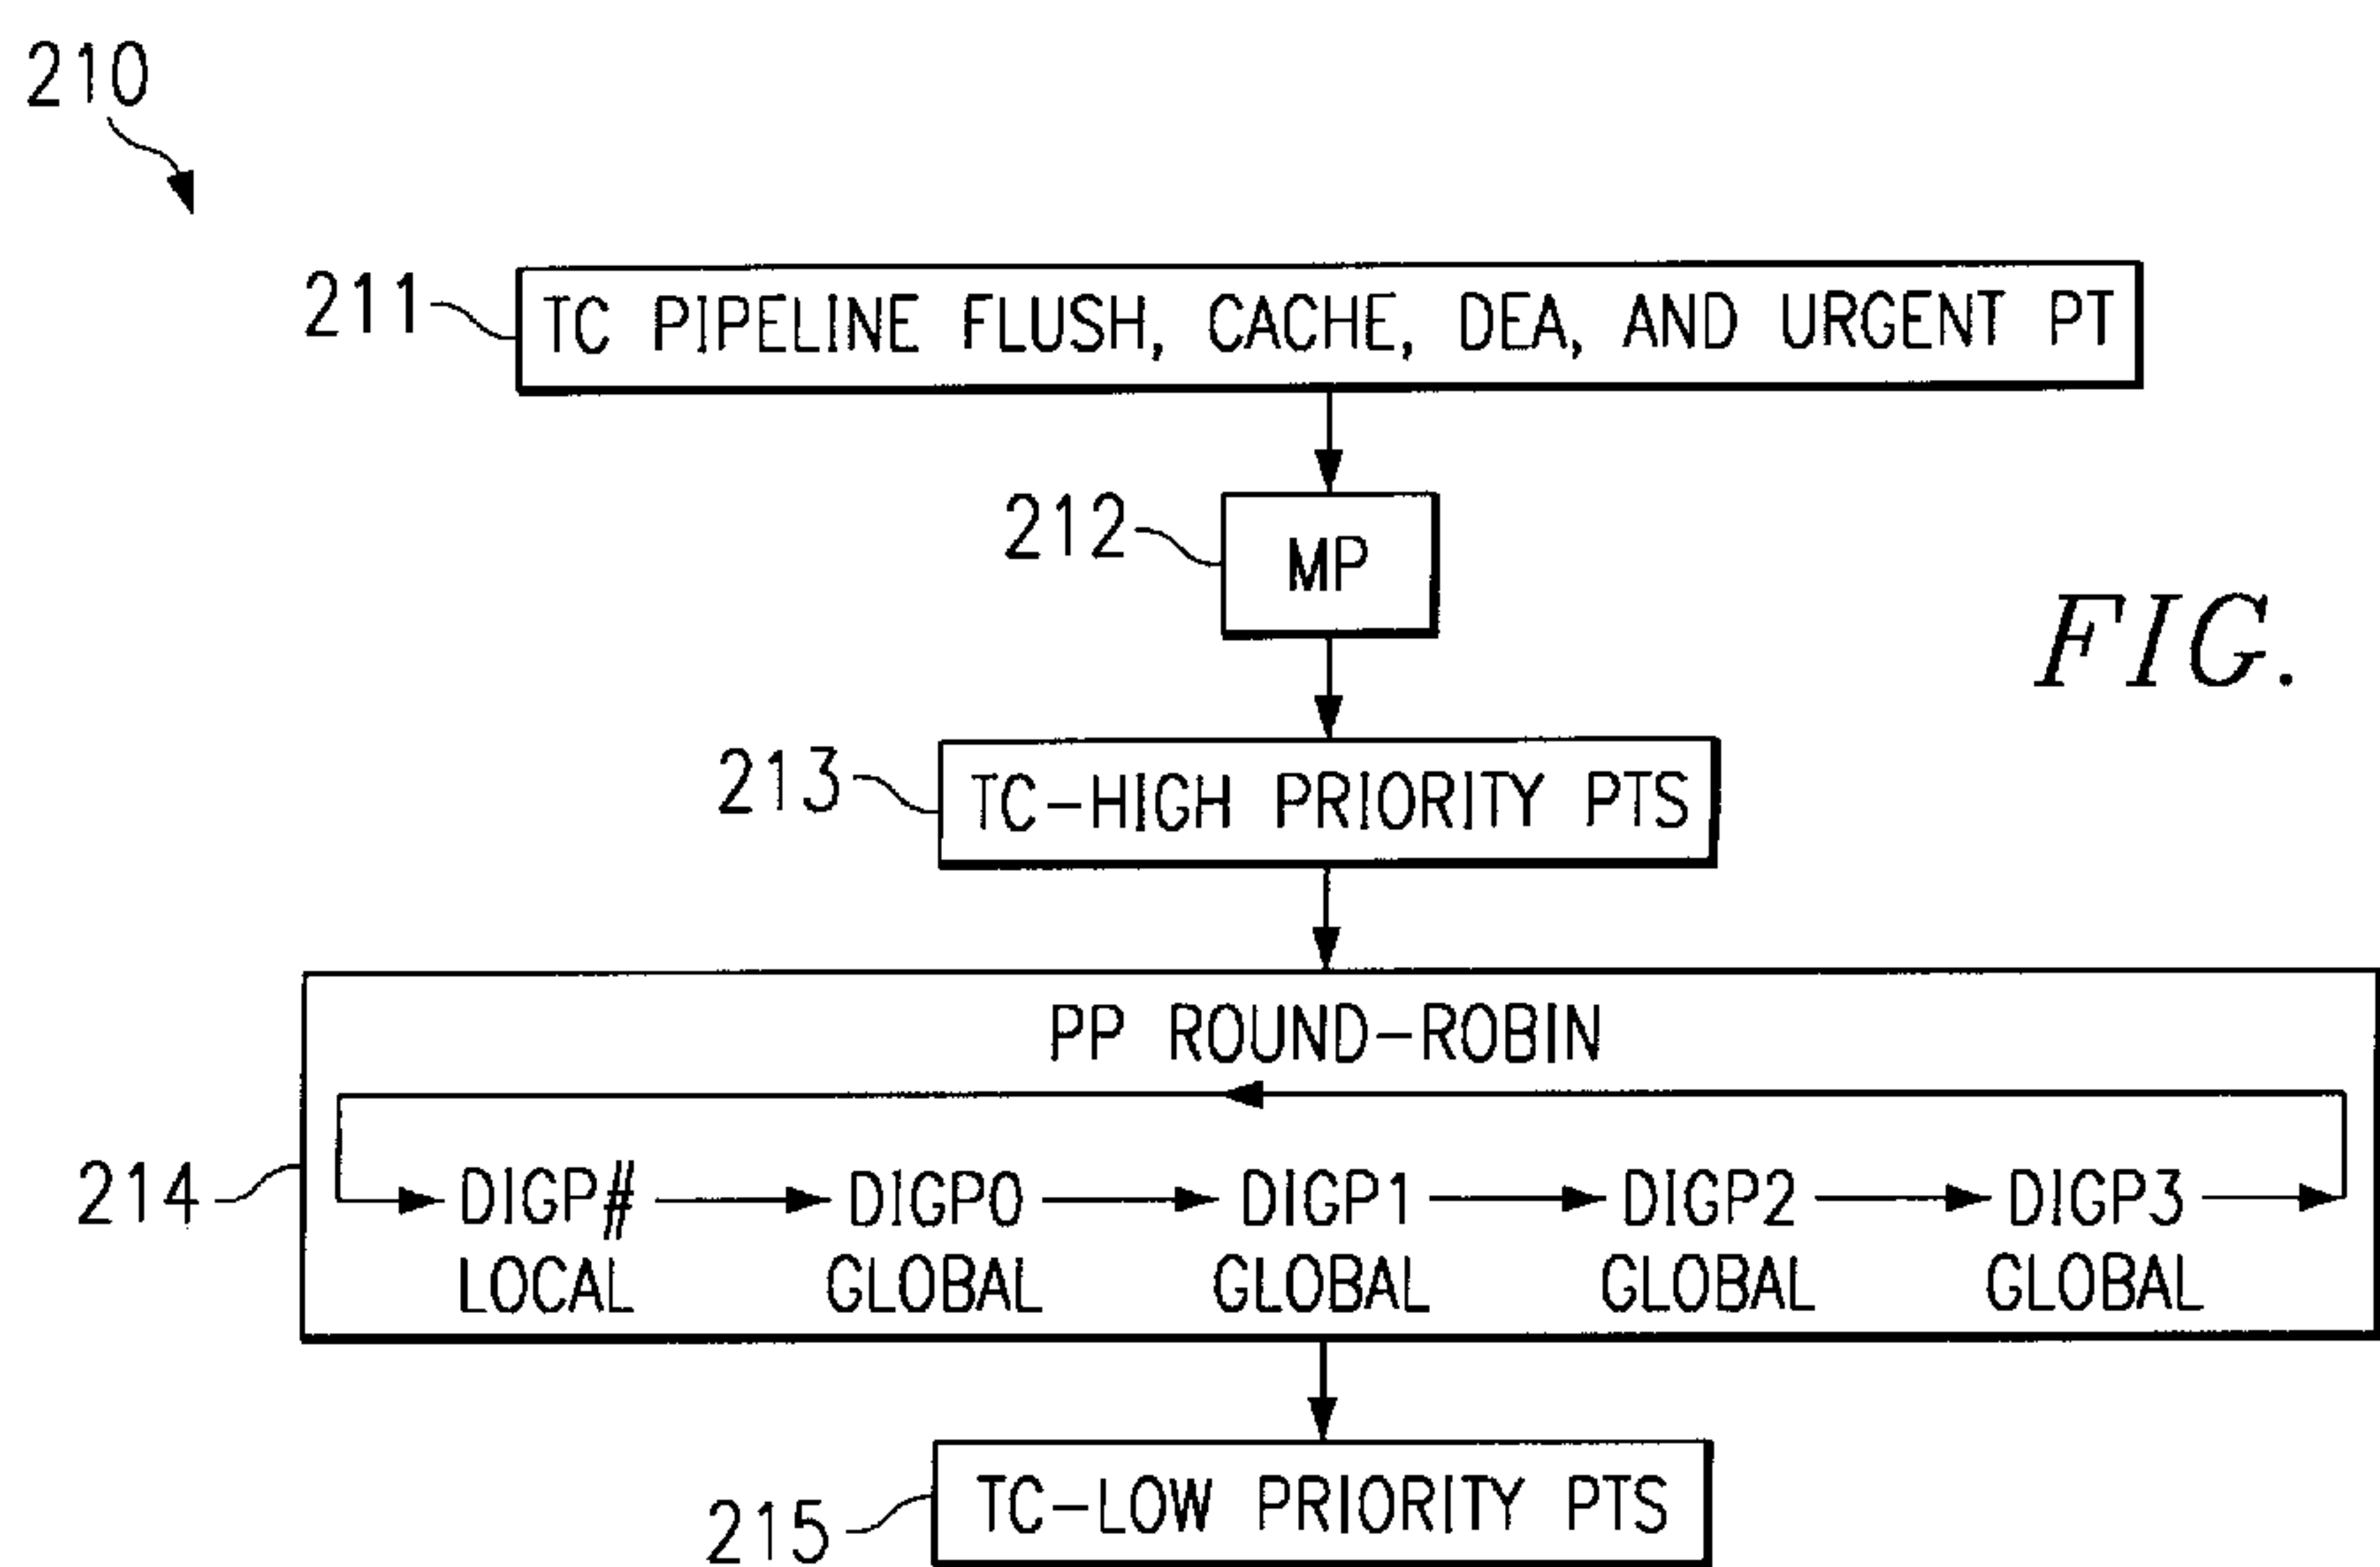 210
211 TC PIPELINE FLUSH, CACHE, DEA, AND URGENT PT
212 MP
FIG.
213 TC-HIGH PRIORITY PTS
PP ROUND-ROBIN
214 DIGP# DIGP0 DIGP1 DIGP2 DIGP3
LOCAL GLOBAL GLOBAL GLOBAL GLOBAL
215 TC-LOW PRIORITY PTS